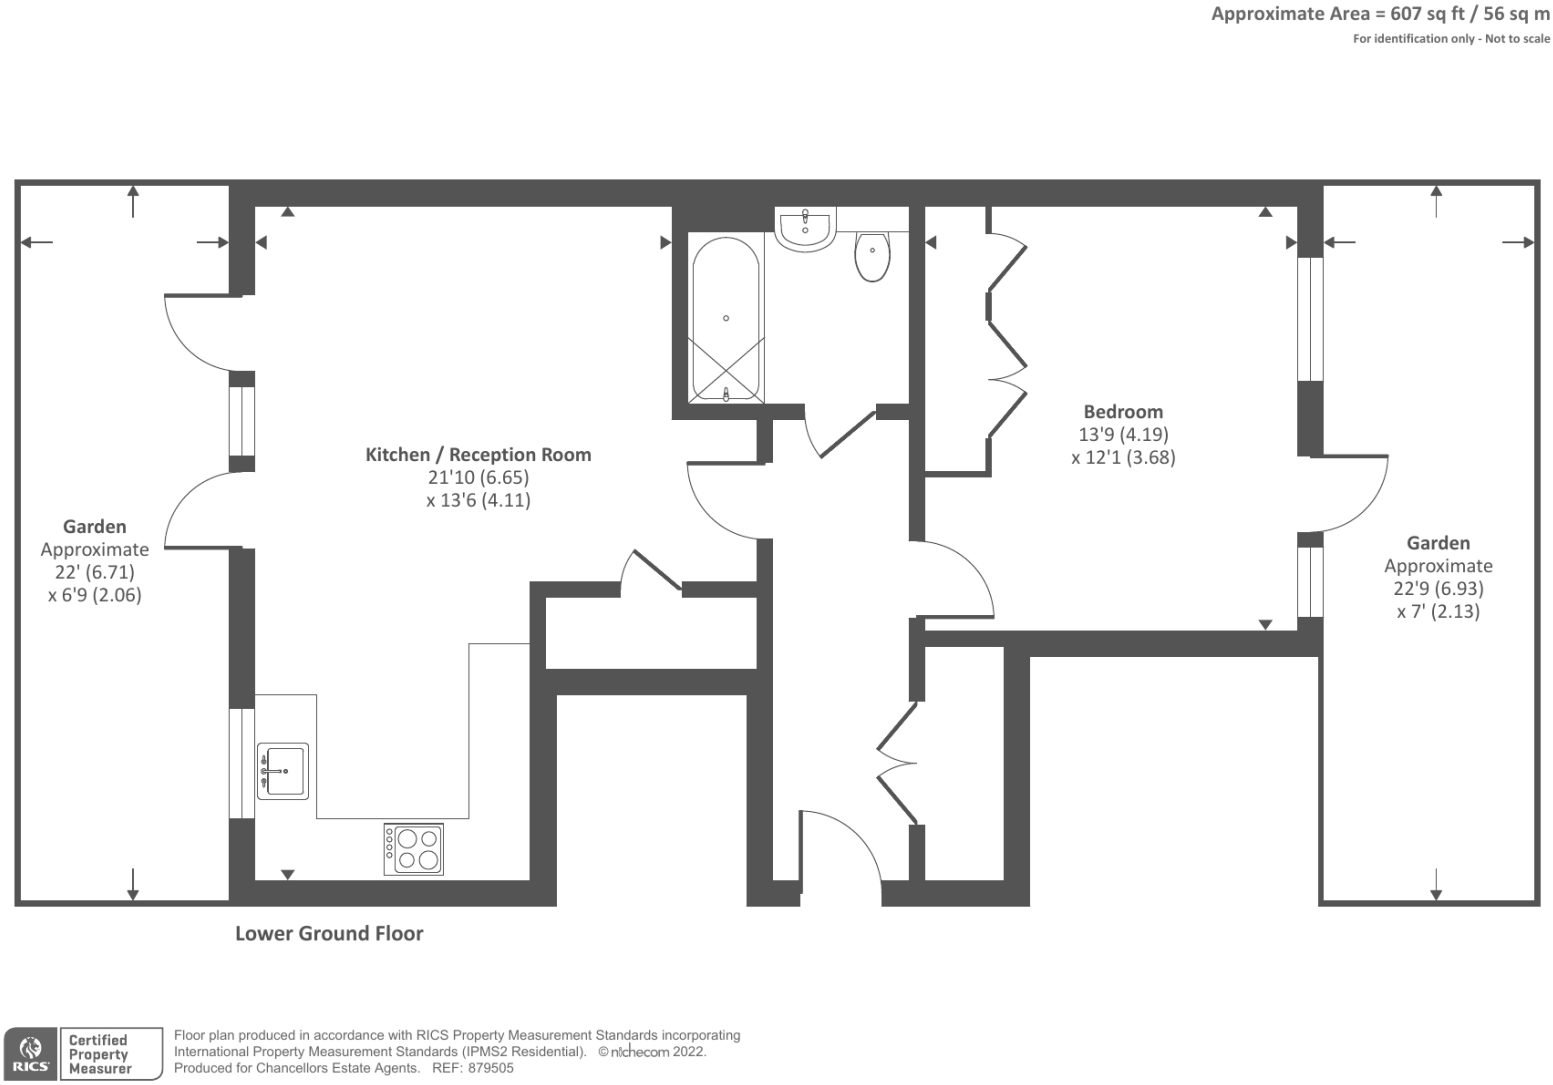 Approximate Area = 607 sq ft / 56 sq m
For identification only - Not to scale
Kitchen / Reception Room
21'10 (6.65)
x 13'6 (4.11)
Bedroom
13'9 (4.19)
x 12'1 (3.68)
Garden
Approximate
22' (6.71)
x 6'9 (2.06)
Garden
Approximate
22'9 (6.93)
x 7' (2.13)
Lower Ground Floor
RICS
Certified
Property
Measurer
Floor plan produced in accordance with RICS Property Measurement Standards incorporating
International Property Measurement Standards (IPMS2 Residential). © nichecom 2022.
Produced for Chancellors Estate Agents. REF: 879505